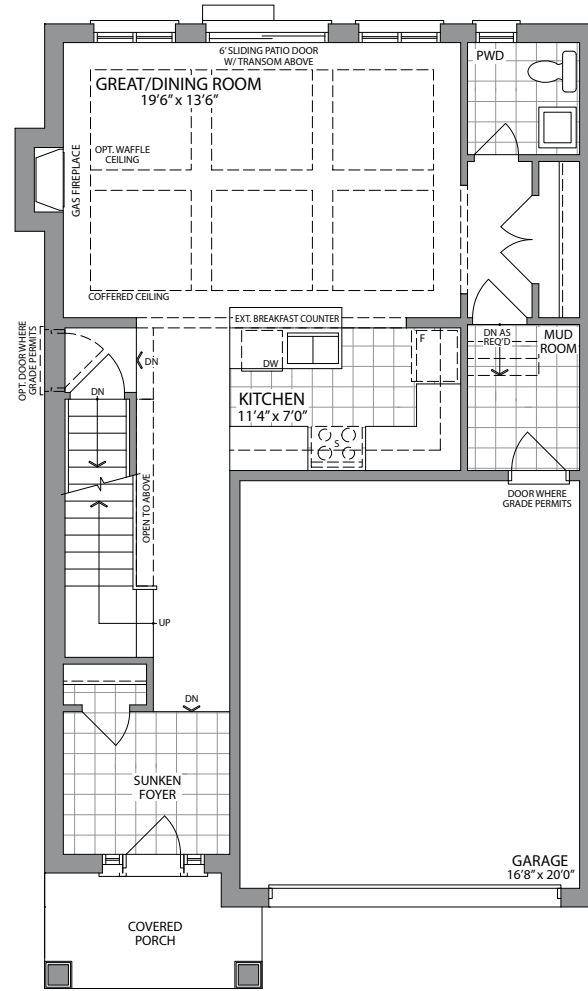 6' SLIDING PATIO DOOR
W/ TRANSOM ABOVE
PWD
GREAT/DINING ROOM
19'6" x 13'6"
OPT. WAFFLE
CEILING
GAS FIREPLACE
COFFERED CEILING
EXT. BREAKFAST COUNTER
OPT. DOOR WHERE
GRADE PERMITS
DN
DW
F
DN AS
REQ'D
MUD
ROOM
KITCHEN
11'4" x 7'0"
DN
S
OPEN TO ABOVE
DOOR WHERE
GRADE PERMITS
UP
DN
SUNKEN
FOYER
GARAGE
16'8" x 20'0"
COVERED
PORCH